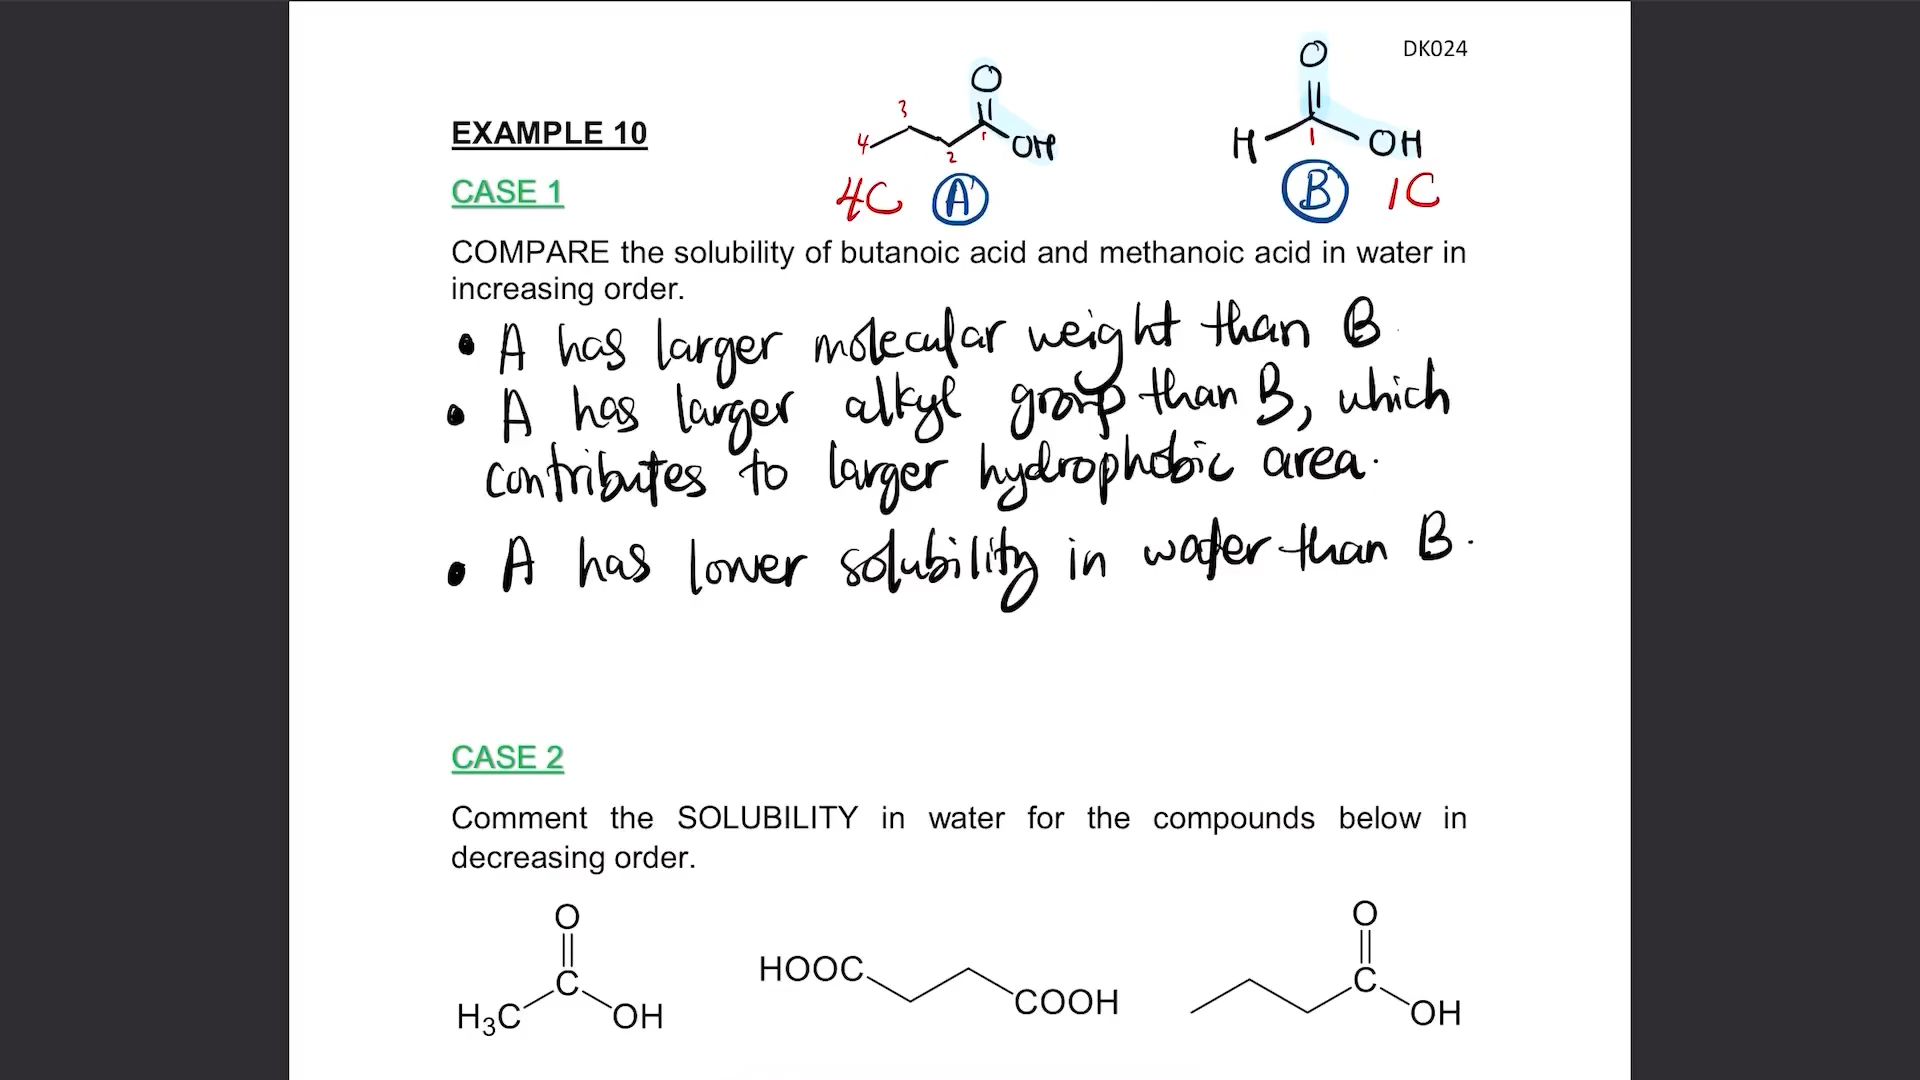 DK024
O
O
EXAMPLE 10
3
4
2
1
OH
H
1
OH
CASE 1
4C
A
B
1C
COMPARE the solubility of butanoic acid and methanoic acid in water in
increasing order.
• A has larger molecular weight than B
• A has larger alkyl group than B, which
contributes to larger hydrophobic area.
• A has lower solubility in water than B.
CASE 2
Comment the SOLUBILITY in water for the compounds below in
decreasing order.
O
C
H3C
OH
HOOC
COOH
O
C
OH